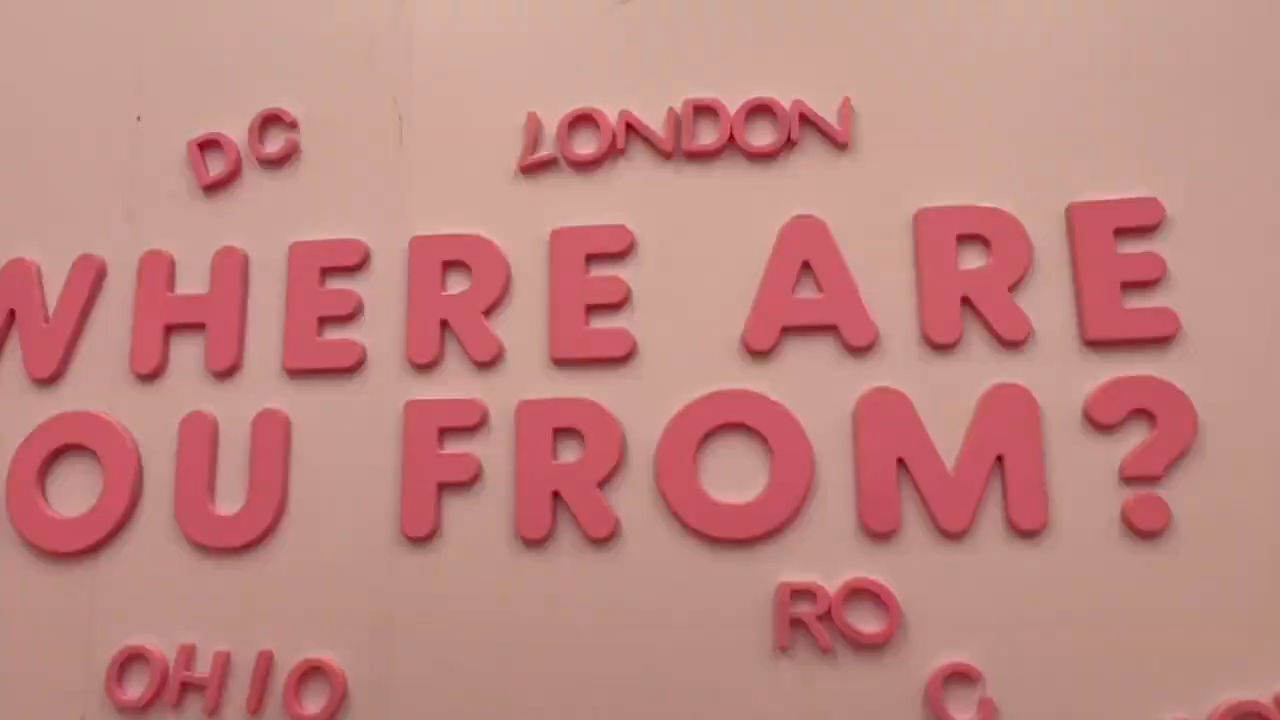 DC
LONDON
WHERE ARE
OU FROM?
RO
OHIO